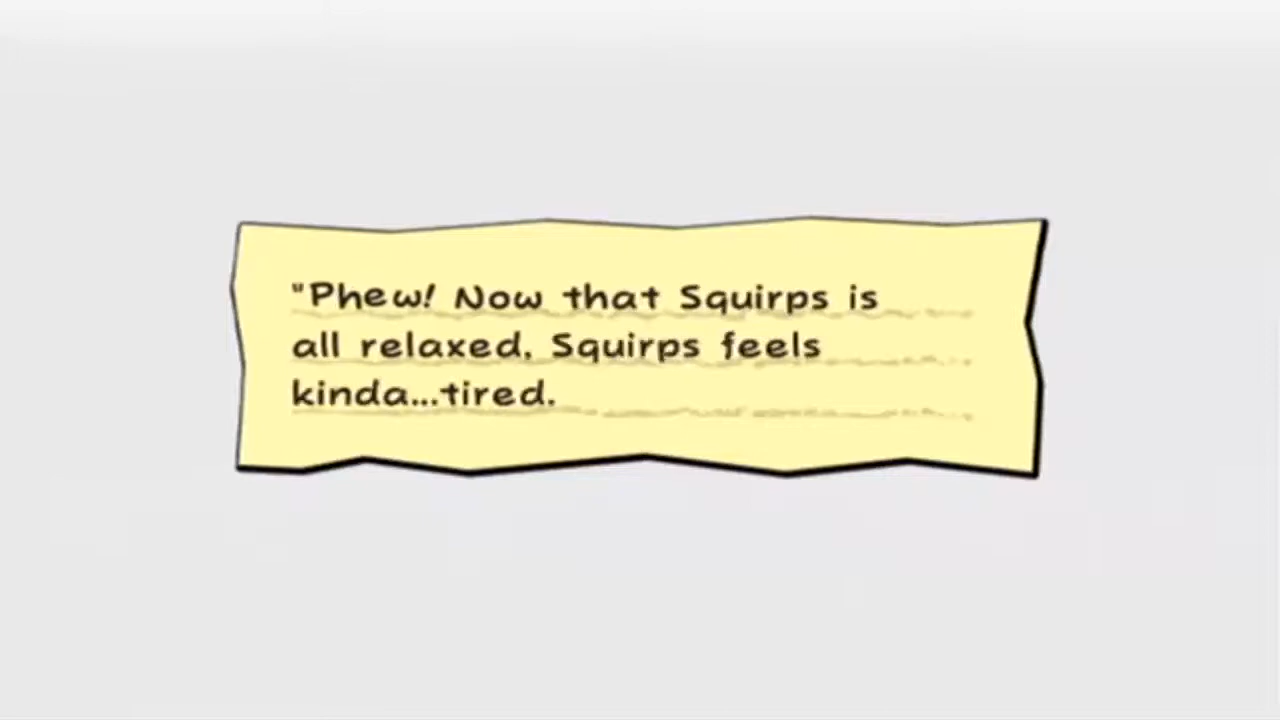 "Phew! Now that Squirps is
all relaxed, Squirps feels
kinda...tired.